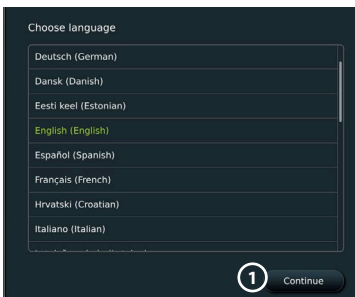 Choose language
Deutsch (German)
Dansk (Danish)
Eesti keel (Estonian)
English (English)
Español (Spanish)
Français (French)
Hrvatski (Croatian)
Italiano (Italian)
1 Continue